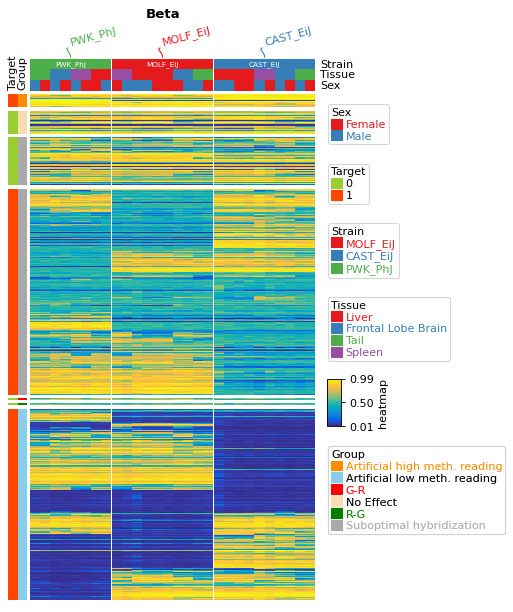 Beta
PWK_PhJ
MOLF_EiJ
CAST_EiJ
Target
Group
PWK_PhJ
MOLF_EiJ
CAST_EiJ
Strain
Tissue
Sex
Sex
Female
Male
Target
0
1
Strain
MOLF_EiJ
CAST_EiJ
PWK_PhJ
Tissue
Liver
Frontal Lobe Brain
Tail
Spleen
0.99
0.50
0.01
heatmap
Group
Artificial high meth. reading
Artificial low meth. reading
G-R
No Effect
R-G
Suboptimal hybridization